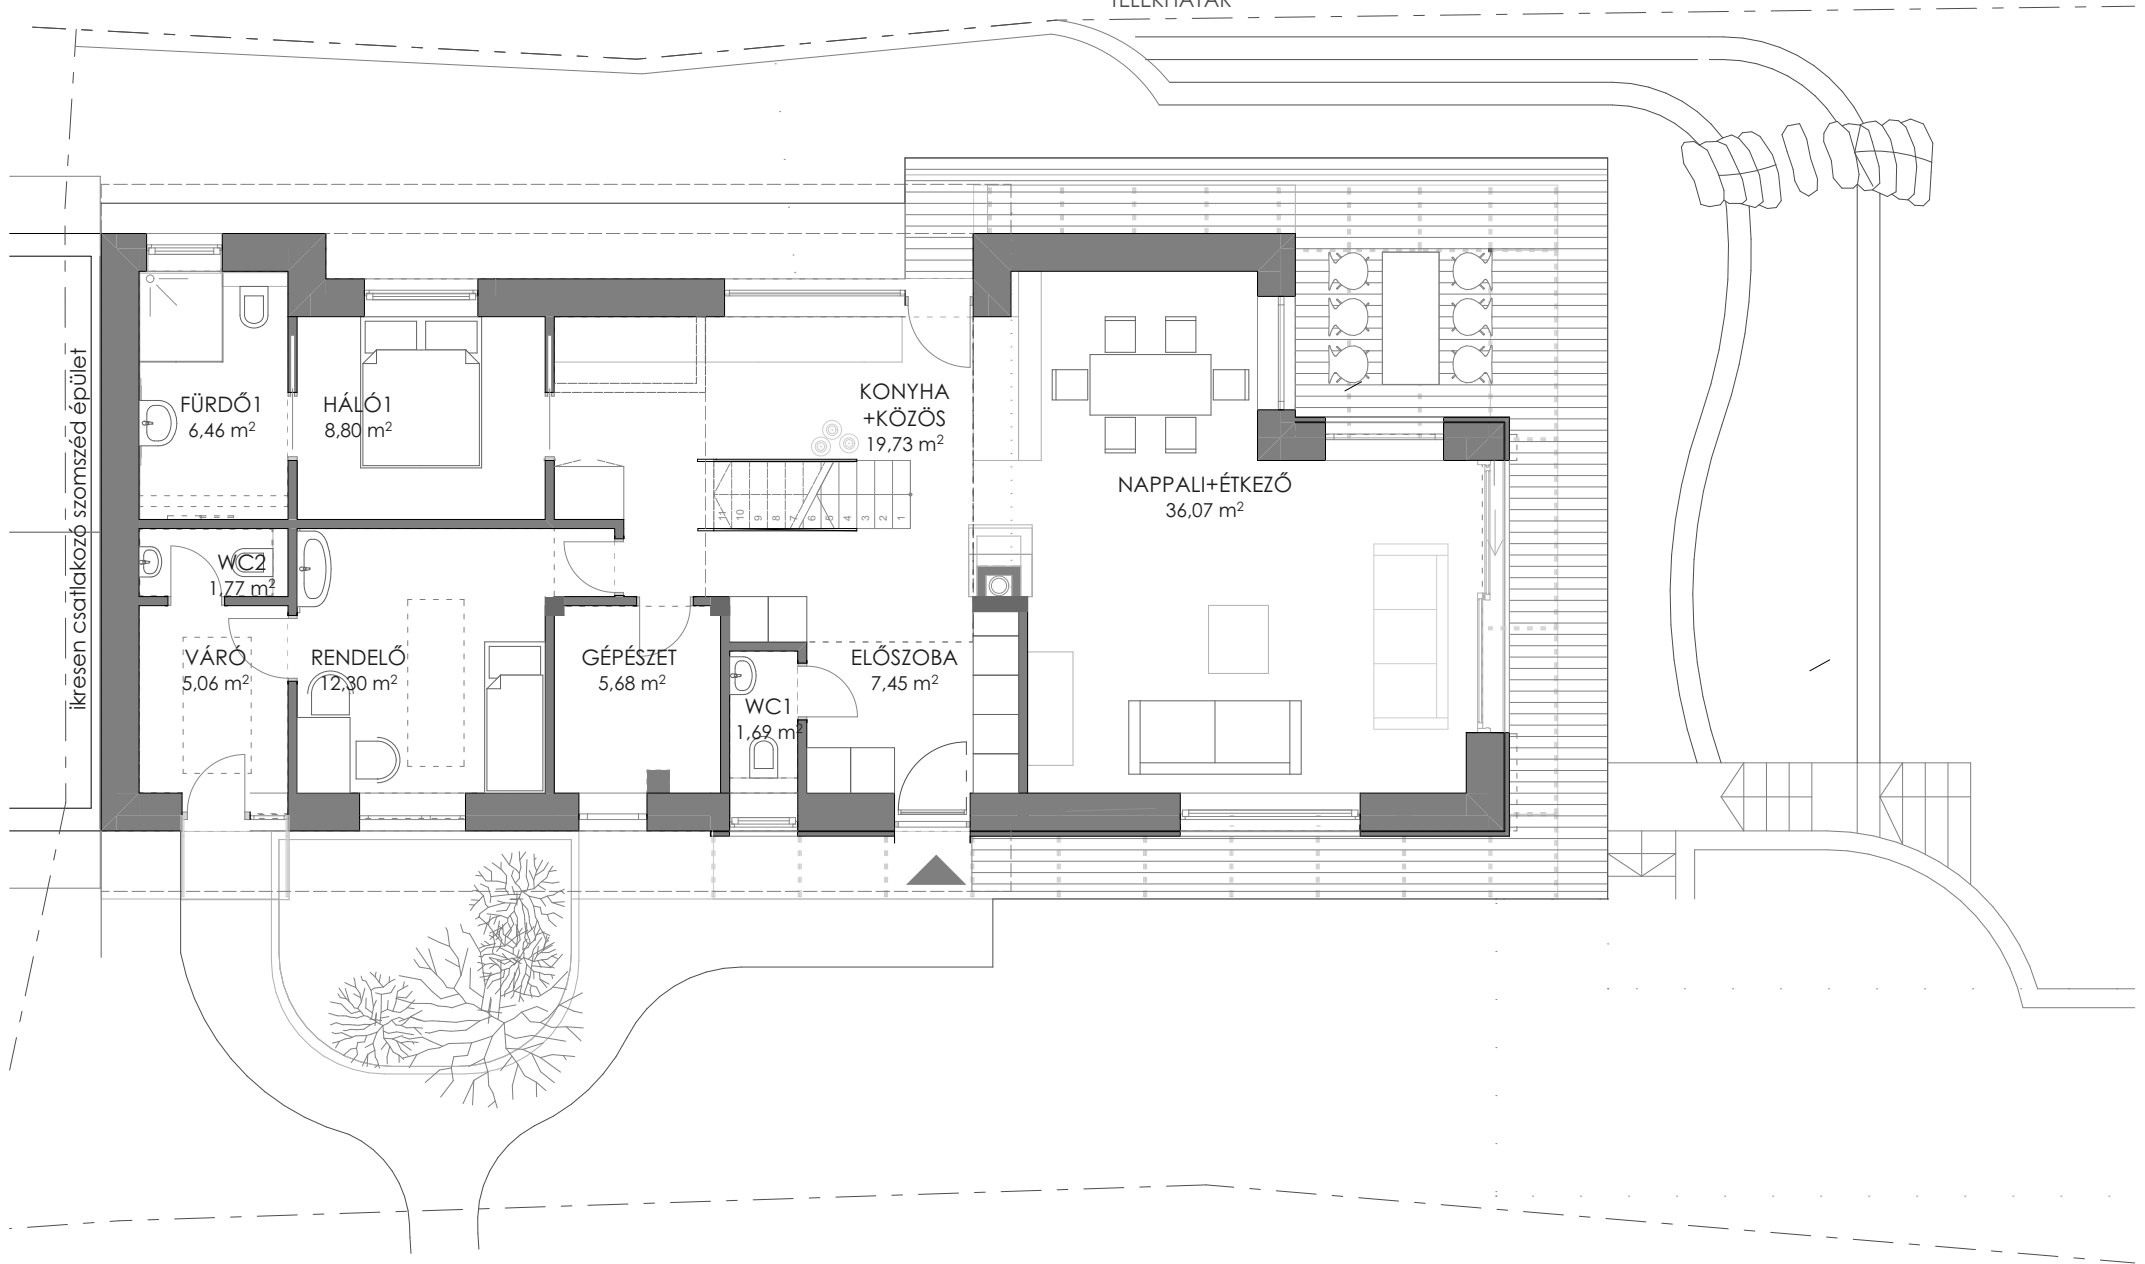 TELEKHATÁR
ikresen csatlakozó szomszéd épület
FÜRDŐ1
6,46 m²
HÁLÓ1
8,80 m²
KONYHA
+KÖZÖS
19,73 m²
NAPPALI+ÉTKEZŐ
36,07 m²
11 10 9 8 7 6 5 4 3 2 1
WC2
1,77 m²
VÁRÓ
5,06 m²
RENDELŐ
12,30 m²
GÉPÉSZET
5,68 m²
WC1
1,69 m²
ELŐSZOBA
7,45 m²